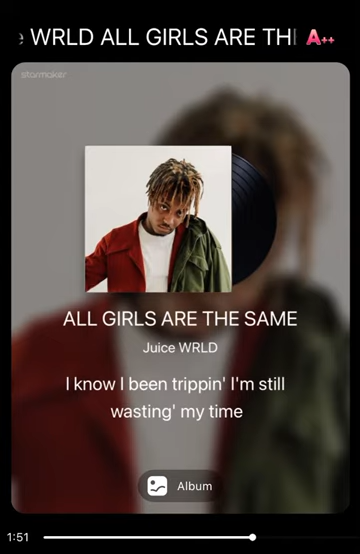 WRLD ALL GIRLS ARE TH
A++
starmaker
ALL GIRLS ARE THE SAME
Juice WRLD
I know I been trippin' I'm still
wasting' my time
Album
1:51